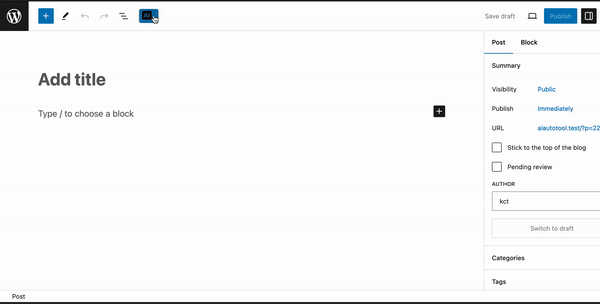 W
AI
Save draft
Publish
Post
Block
Add title
Type / to choose a block
Summary
Visibility
Public
Publish
Immediately
URL
aiautotool.test/?p=22
Stick to the top of the blog
Pending review
AUTHOR
kct
Switch to draft
Categories
Tags
Post